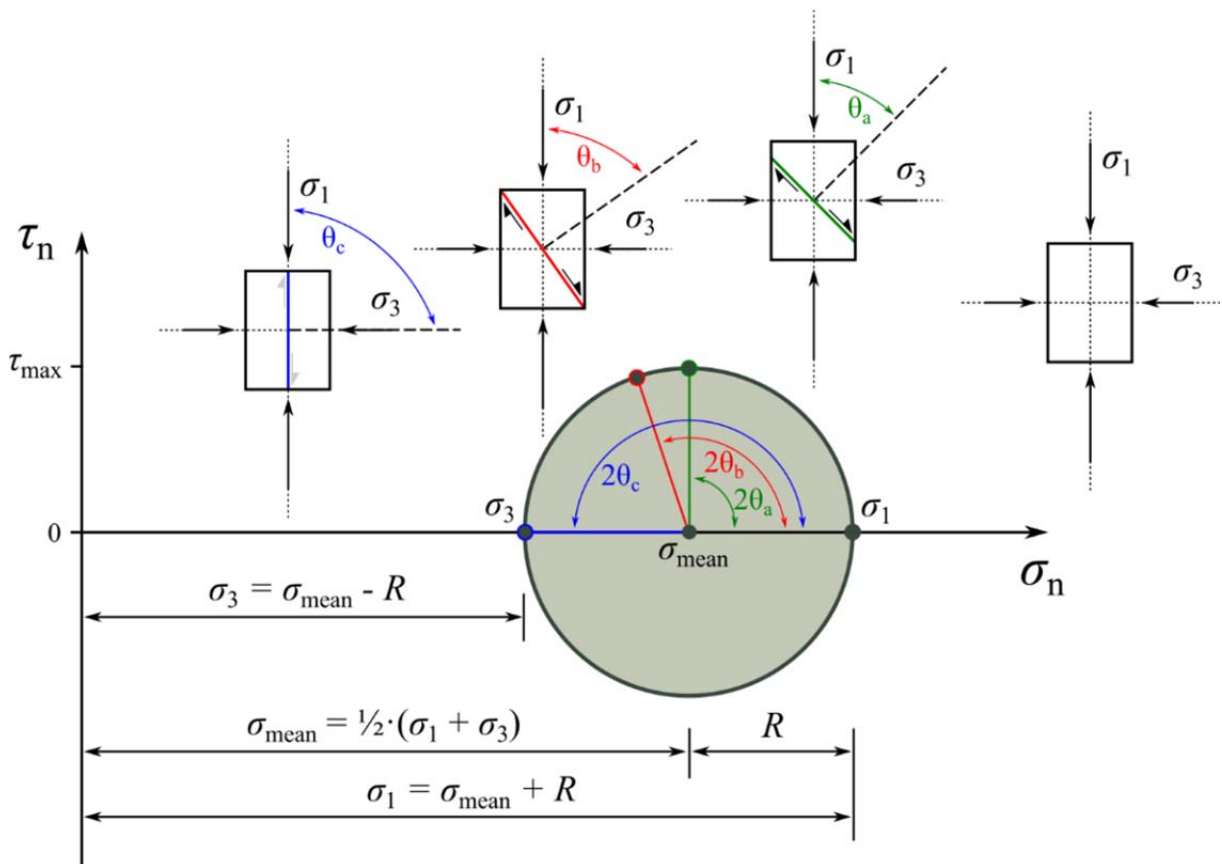 σ1
θa
σ3
σ1
θb
σ3
σ1
σ3
σ1
θc
σ3
τn
τmax
2θc
2θb
2θa
σ3
σ1
0
σmean
σn
σ3 = σmean - R
σmean = ½·(σ1 + σ3)
R
σ1 = σmean + R